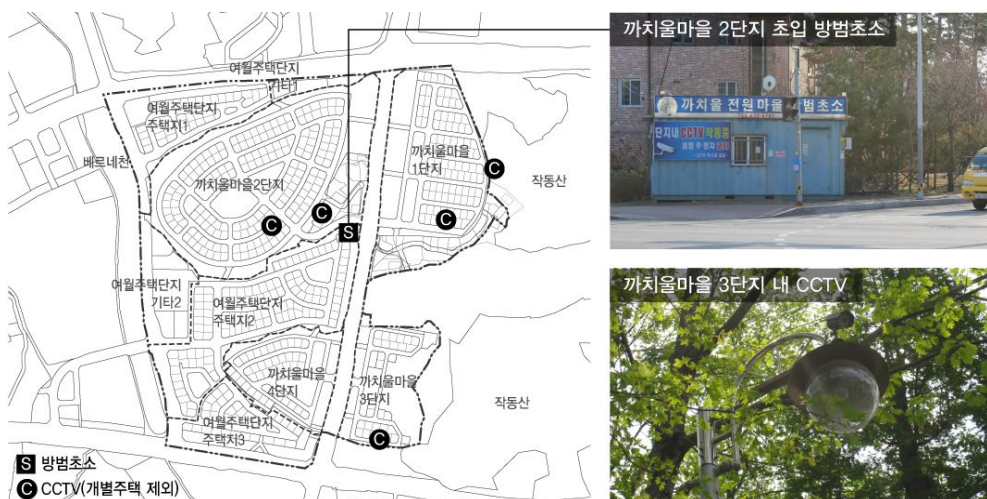 여월주택단지
기타1
여월주택단지
주택지1
베르네천
까치울마을2단지
까치울마을
1단지
작동산
C
C
C
C
C
S
여월주택단지
기타2
여월주택단지
주택지2
까치울마을
4단지
까치울마을
3단지
여월주택단지
주택지3
작동산
S 방범초소
C CCTV(개별주택 제외)
까치울마을 2단지 초입 방범초소
까치울 전원마을 방범초소
단지내 CCTV 작동중
까치울마을 3단지 내 CCTV